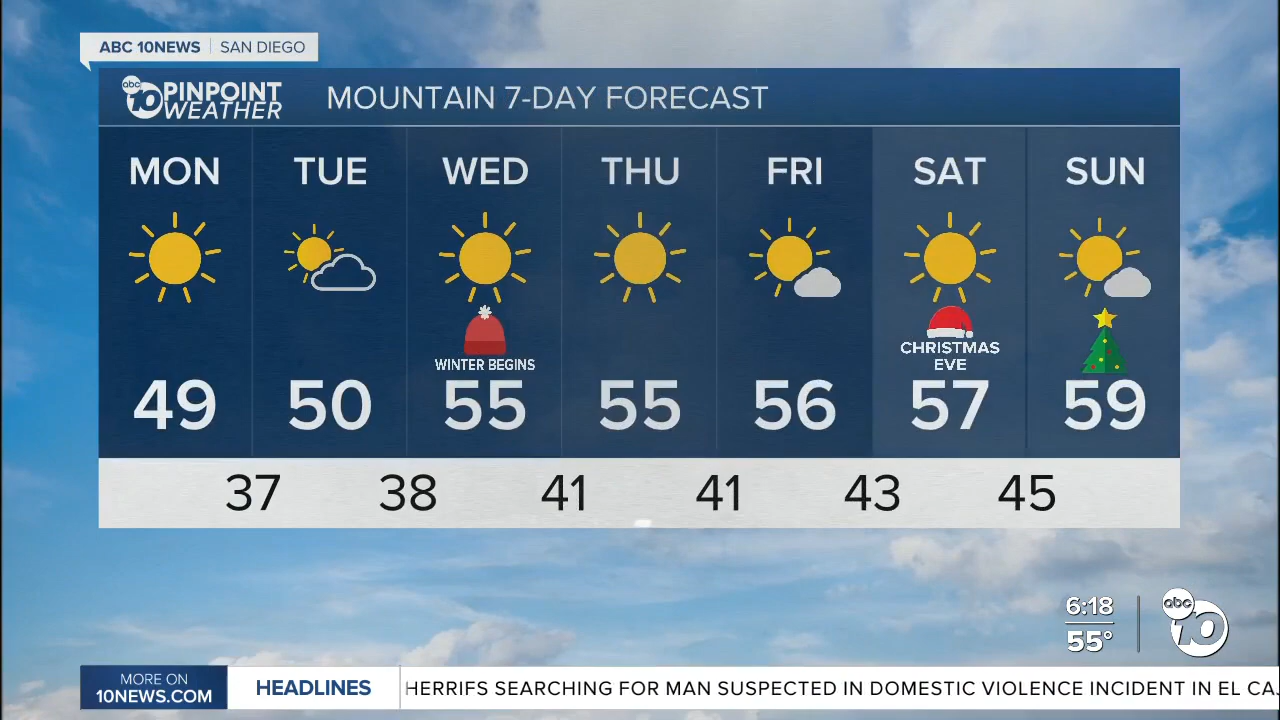 ABC 10NEWS | SAN DIEGO
abc 10 PINPOINT WEATHER
MOUNTAIN 7-DAY FORECAST
MON TUE WED THU FRI SAT SUN
WINTER BEGINS
CHRISTMAS EVE
49 50 55 55 56 57 59
37 38 41 41 43 45
6:18
55°
abc 10
MORE ON
10NEWS.COM
HEADLINES
HERRIFS SEARCHING FOR MAN SUSPECTED IN DOMESTIC VIOLENCE INCIDENT IN EL CA